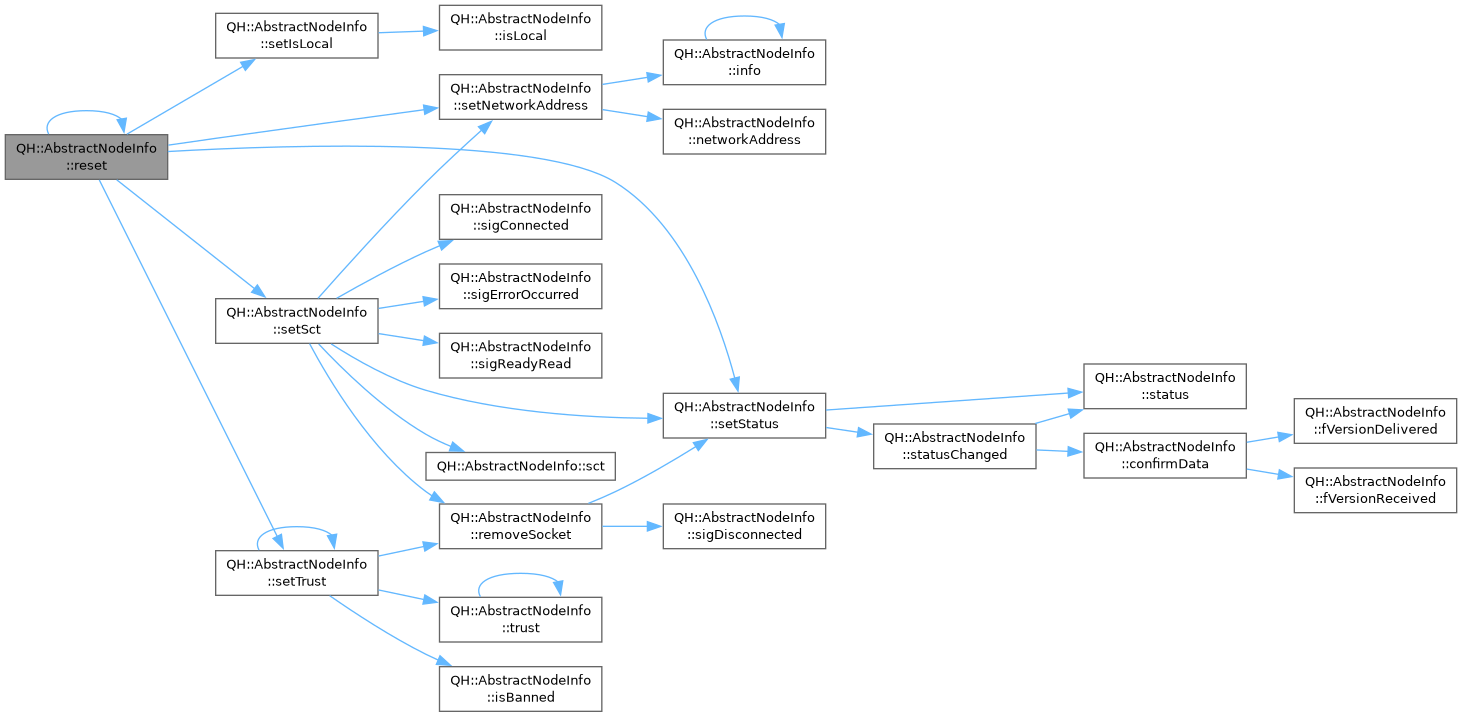 QH::AbstractNodeInfo
::reset
QH::AbstractNodeInfo
::setIsLocal
QH::AbstractNodeInfo
::isLocal
QH::AbstractNodeInfo
::setNetworkAddress
QH::AbstractNodeInfo
::info
QH::AbstractNodeInfo
::networkAddress
QH::AbstractNodeInfo
::setSct
QH::AbstractNodeInfo
::sigConnected
QH::AbstractNodeInfo
::sigErrorOccurred
QH::AbstractNodeInfo
::sigReadyRead
QH::AbstractNodeInfo
::setStatus
QH::AbstractNodeInfo
::statusChanged
QH::AbstractNodeInfo
::status
QH::AbstractNodeInfo
::confirmData
QH::AbstractNodeInfo
::fVersionDelivered
QH::AbstractNodeInfo
::fVersionReceived
QH::AbstractNodeInfo::sct
QH::AbstractNodeInfo
::removeSocket
QH::AbstractNodeInfo
::sigDisconnected
QH::AbstractNodeInfo
::setTrust
QH::AbstractNodeInfo
::trust
QH::AbstractNodeInfo
::isBanned